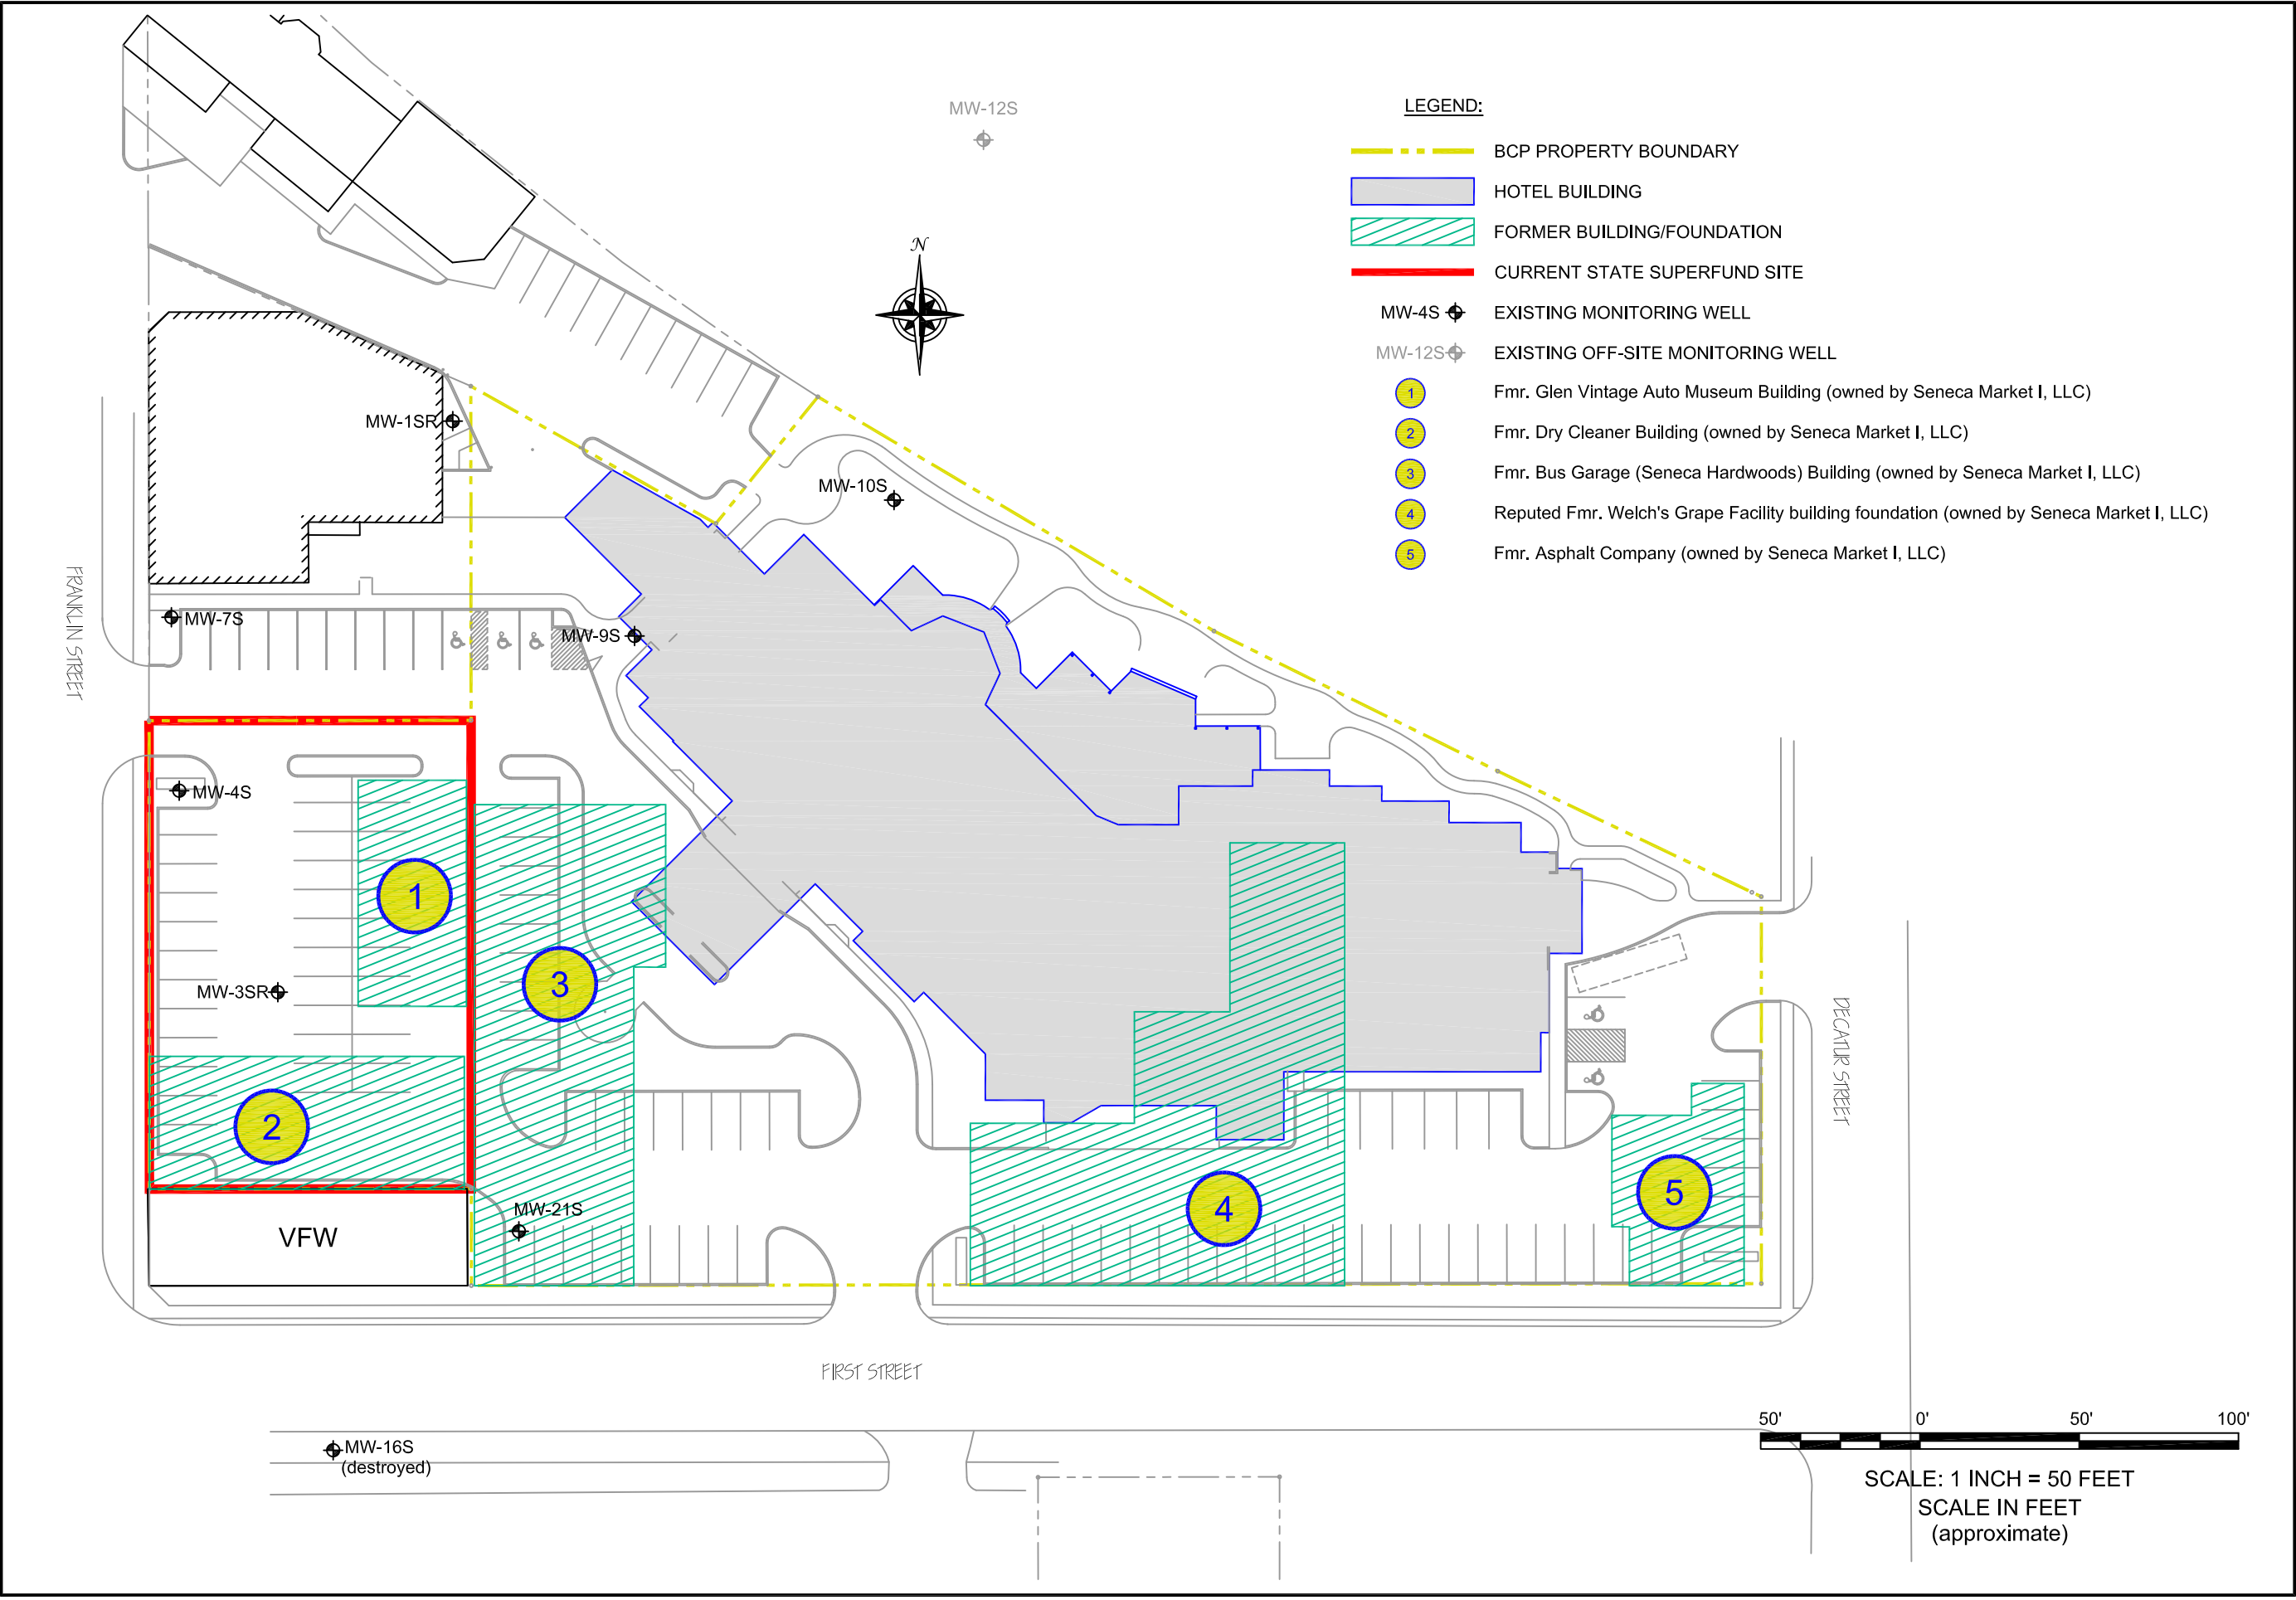 MW-12S
LEGEND:
BCP PROPERTY BOUNDARY
HOTEL BUILDING
FORMER BUILDING/FOUNDATION
CURRENT STATE SUPERFUND SITE
MW-4S EXISTING MONITORING WELL
MW-12S EXISTING OFF-SITE MONITORING WELL
1 Fmr. Glen Vintage Auto Museum Building (owned by Seneca Market I, LLC)
2 Fmr. Dry Cleaner Building (owned by Seneca Market I, LLC)
3 Fmr. Bus Garage (Seneca Hardwoods) Building (owned by Seneca Market I, LLC)
4 Reputed Fmr. Welch's Grape Facility building foundation (owned by Seneca Market I, LLC)
5 Fmr. Asphalt Company (owned by Seneca Market I, LLC)
N
MW-1SR
MW-10S
FRANKLIN STREET
MW-7S
MW-9S
MW-4S
1
3
MW-3SR
2
4
5
DECATUR STREET
MW-21S
VFW
FIRST STREET
MW-16S
(destroyed)
50' 0' 50' 100'
SCALE: 1 INCH = 50 FEET
SCALE IN FEET
(approximate)